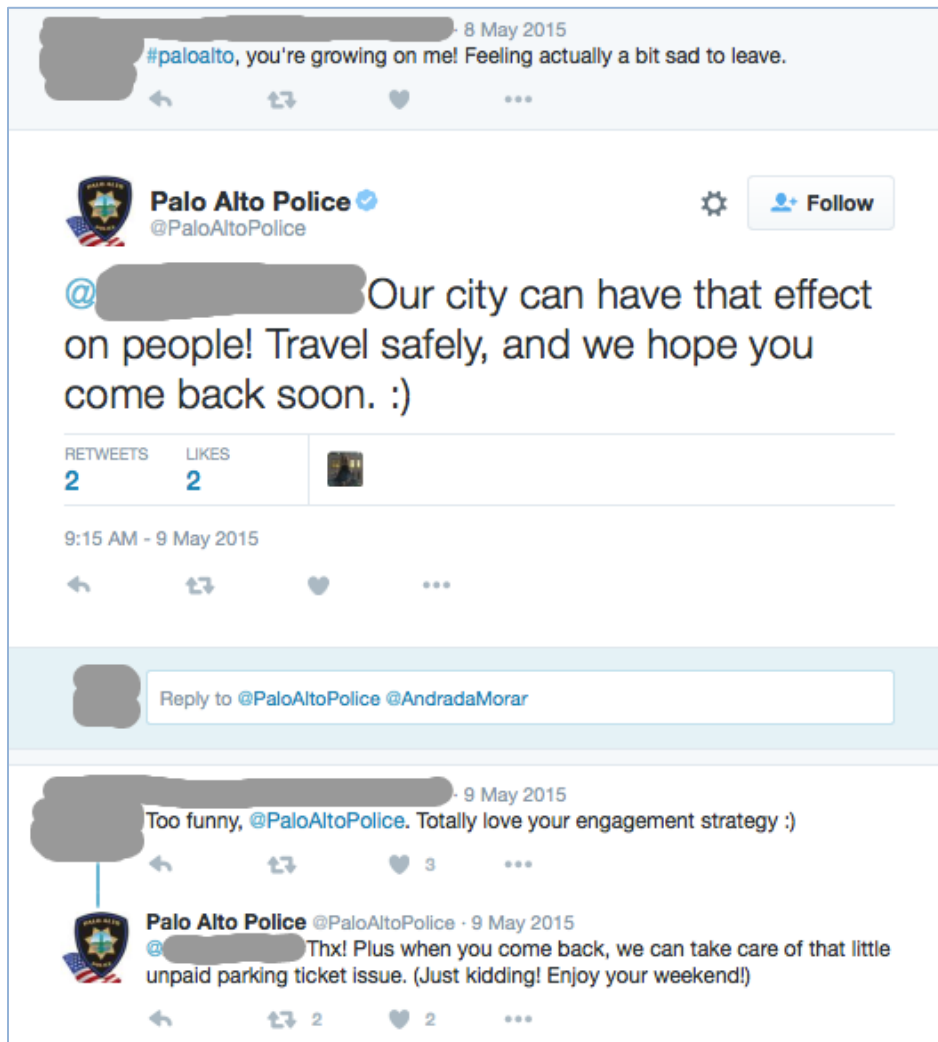 · 8 May 2015
#paloalto, you're growing on me! Feeling actually a bit sad to leave.
Palo Alto Police
@PaloAltoPolice
Follow
@ Our city can have that effect
on people! Travel safely, and we hope you
come back soon. :)
RETWEETS LIKES
2 2
9:15 AM - 9 May 2015
Reply to @PaloAltoPolice @AndradaMorar
· 9 May 2015
Too funny, @PaloAltoPolice. Totally love your engagement strategy :)
3
Palo Alto Police @PaloAltoPolice · 9 May 2015
@ Thx! Plus when you come back, we can take care of that little
unpaid parking ticket issue. (Just kidding! Enjoy your weekend!)
2 2